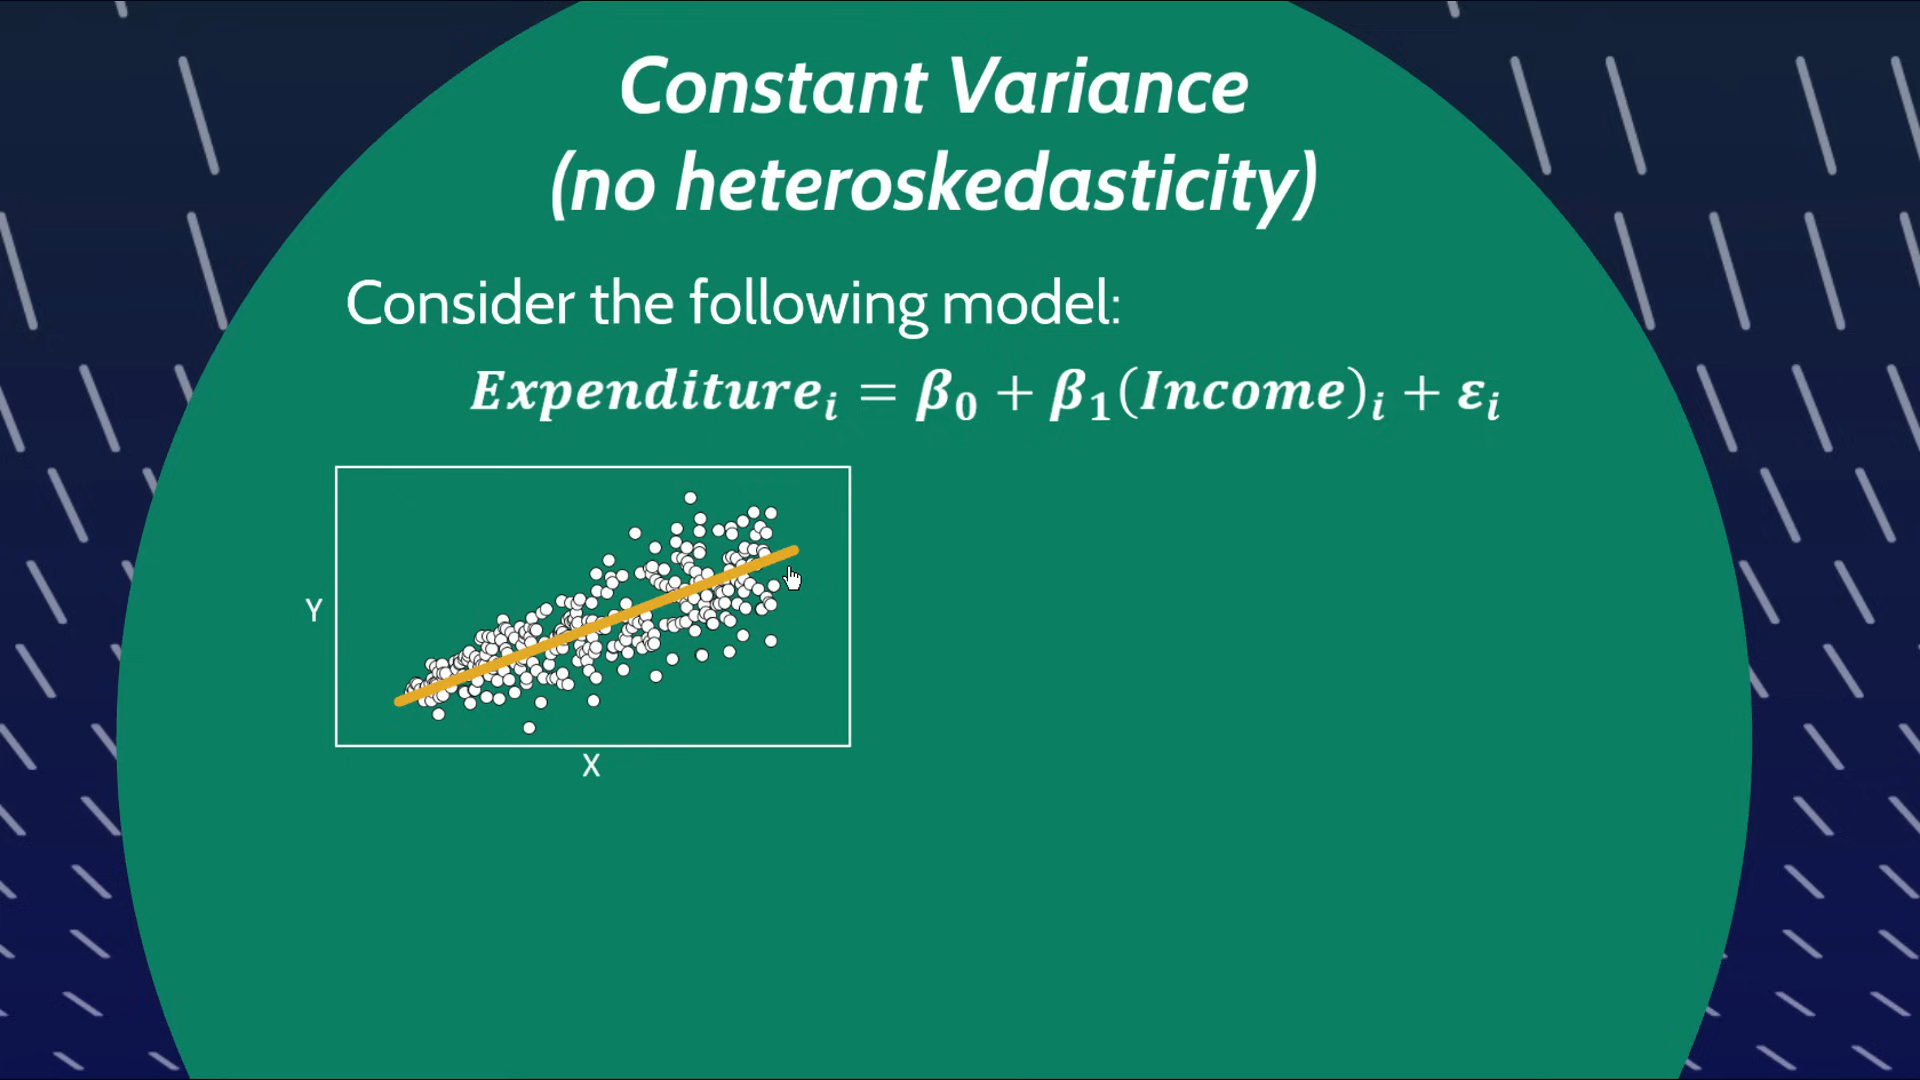 Constant Variance
(no heteroskedasticity)
Consider the following model:
Expenditureᵢ = β₀ + β₁(Income)ᵢ + εᵢ
Y
X